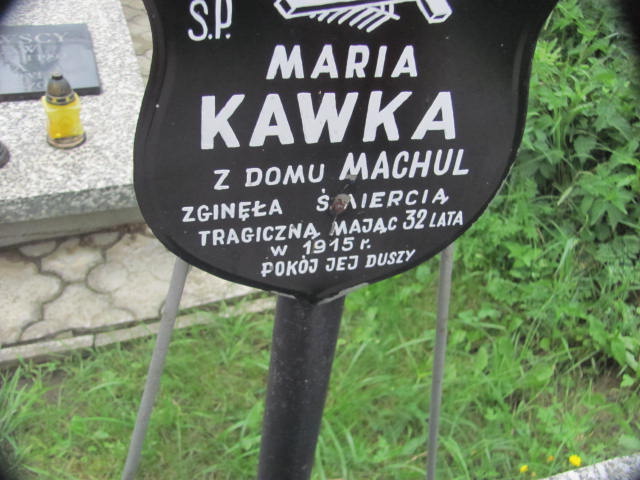 Ś.P.
MARIA
KAWKA
Z DOMU MACHUL
ZGINĘŁA ŚMIERCIĄ
TRAGICZNĄ MAJĄC 32 LATA
W 1915 r.
POKÓJ JEJ DUSZY